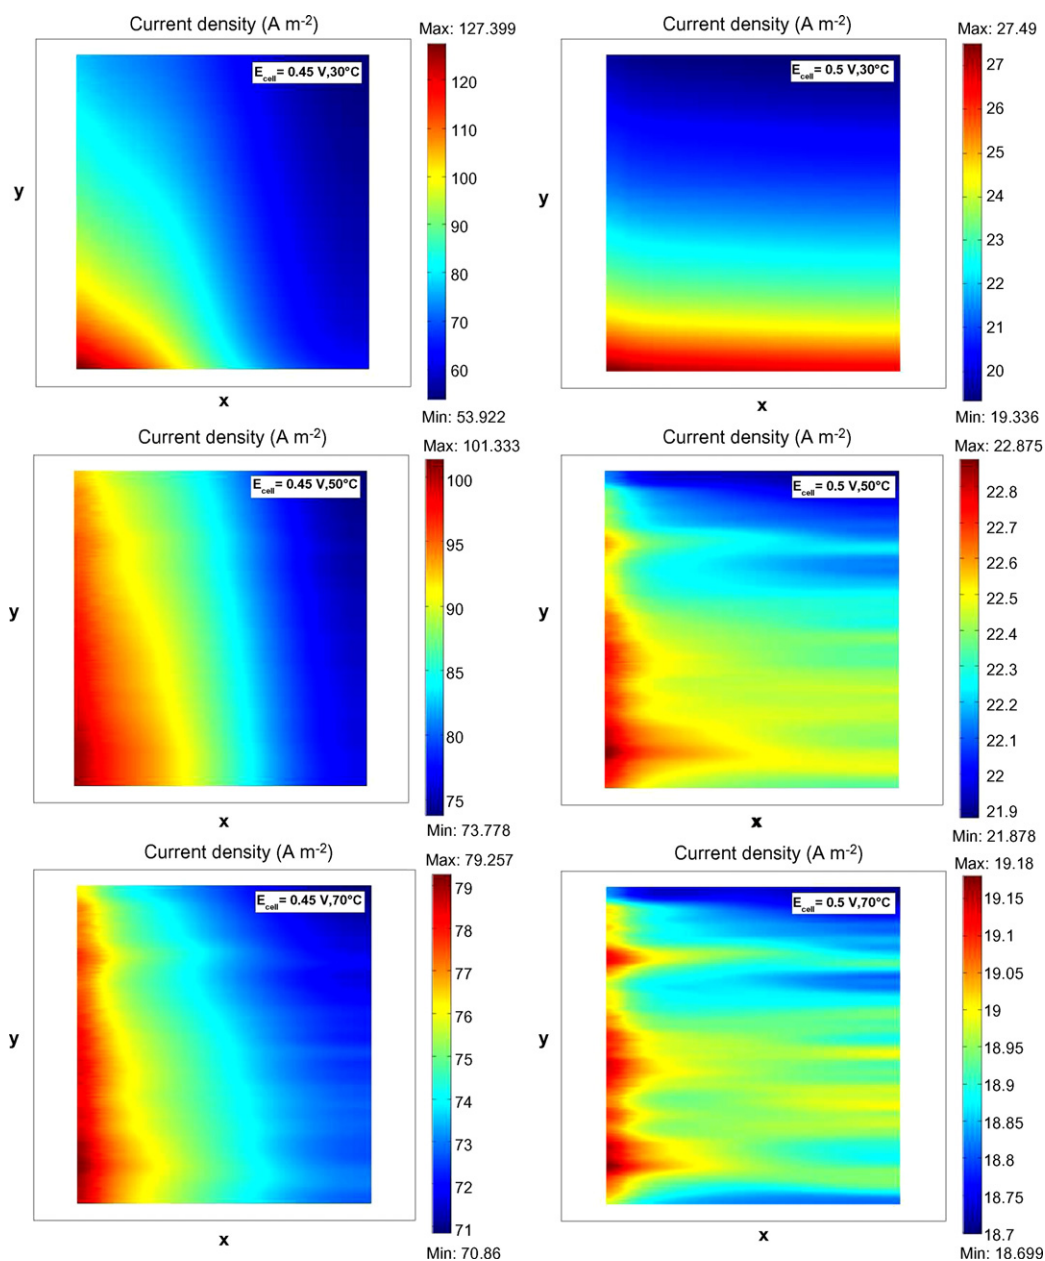 Current density (A m-2)
Max: 127.399
E cell= 0.45 V,30°C
120
110
100
90
80
70
60
y
x
Min: 53.922
Current density (A m-2)
Max: 27.49
E cell= 0.5 V,30°C
27
26
25
24
23
22
21
20
y
x
Min: 19.336
Current density (A m-2)
Max: 101.333
E cell= 0.45 V,50°C
100
95
90
85
80
75
y
x
Min: 73.778
Current density (A m-2)
Max: 22.875
E cell= 0.5 V,50°C
22.8
22.7
22.6
22.5
22.4
22.3
22.2
22.1
22
21.9
y
x
Min: 21.878
Current density (A m-2)
Max: 79.257
E cell= 0.45 V,70°C
79
78
77
76
75
74
73
72
71
y
x
Min: 70.86
Current density (A m-2)
Max: 19.18
E cell= 0.5 V,70°C
19.15
19.1
19.05
19
18.95
18.9
18.85
18.8
18.75
18.7
y
x
Min: 18.699